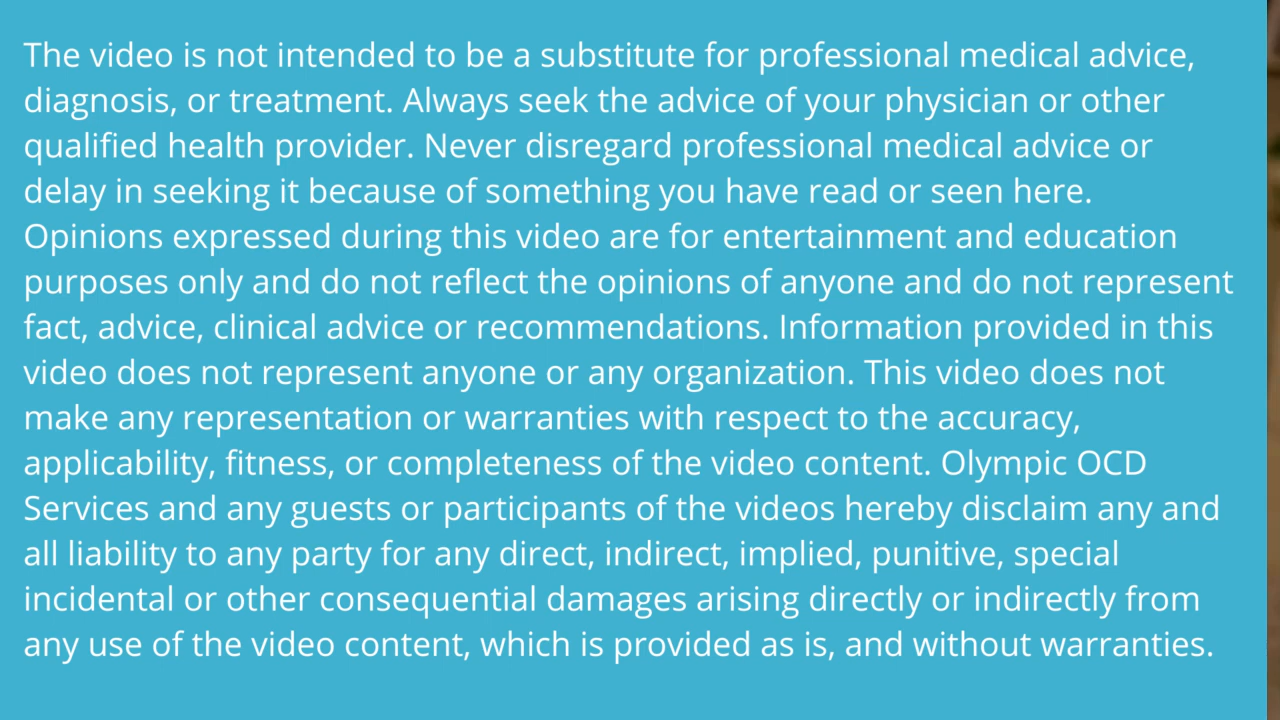 The video is not intended to be a substitute for professional medical advice,
diagnosis, or treatment. Always seek the advice of your physician or other
qualified health provider. Never disregard professional medical advice or
delay in seeking it because of something you have read or seen here.
Opinions expressed during this video are for entertainment and education
purposes only and do not reflect the opinions of anyone and do not represent
fact, advice, clinical advice or recommendations. Information provided in this
video does not represent anyone or any organization. This video does not
make any representation or warranties with respect to the accuracy,
applicability, fitness, or completeness of the video content. Olympic OCD
Services and any guests or participants of the videos hereby disclaim any and
all liability to any party for any direct, indirect, implied, punitive, special
incidental or other consequential damages arising directly or indirectly from
any use of the video content, which is provided as is, and without warranties.